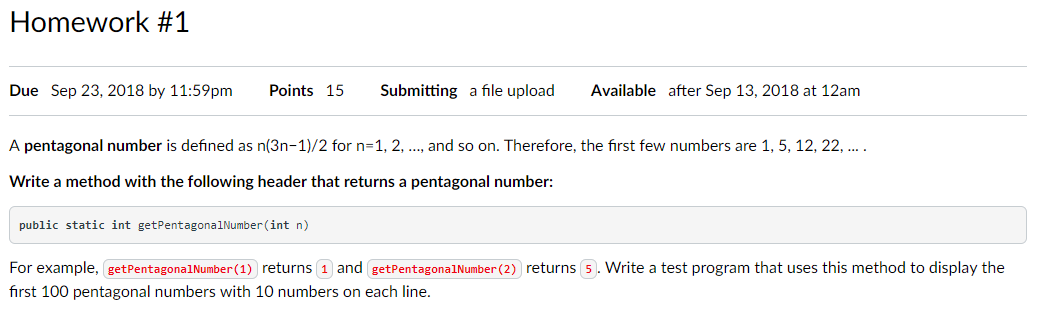 Homework #1
Due Sep 23, 2018 by 11:59pm Points 15 Submitting a file upload Available after Sep 13, 2018 at 12am
A pentagonal number is defined as n(3n−1)/2 for n=1, 2, ..., and so on. Therefore, the first few numbers are 1, 5, 12, 22, ... .
Write a method with the following header that returns a pentagonal number:
public static int getPentagonalNumber(int n)
For example, getPentagonalNumber(1) returns 1 and getPentagonalNumber(2) returns 5. Write a test program that uses this method to display the
first 100 pentagonal numbers with 10 numbers on each line.